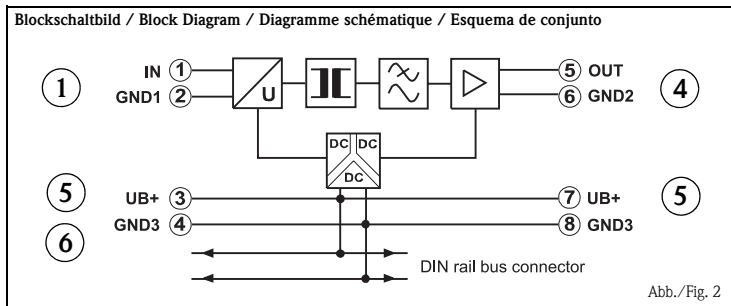 Blockschaltbild / Block Diagram / Diagramme schématique / Esquema de conjunto
1 IN 1 U 5 OUT 4
GND1 2 6 GND2
DC DC
DC
5 UB+ 3 7 UB+ 5
6 GND3 4 8 GND3
DIN rail bus connector
Abb./Fig. 2